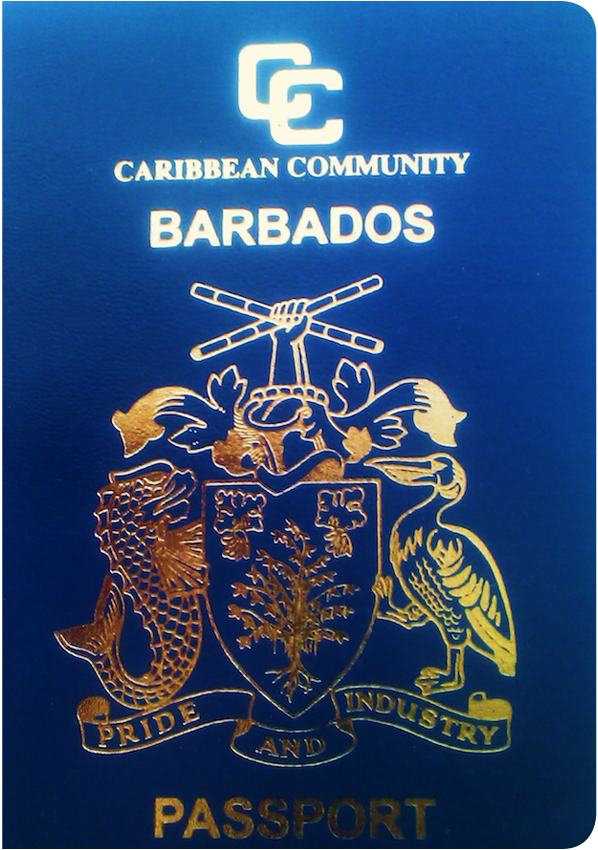 CC
CARIBBEAN COMMUNITY
BARBADOS
PRIDE AND INDUSTRY
PASSPORT